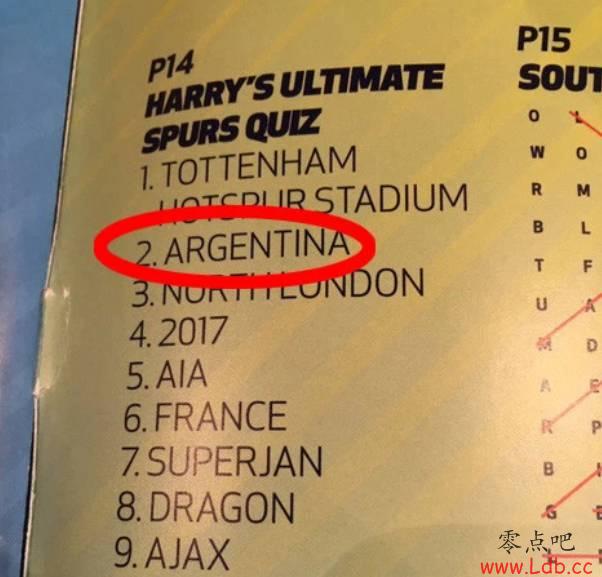 P14
HARRY'S ULTIMATE
SPURS QUIZ
1. TOTTENHAM
HOTSPUR STADIUM
2. ARGENTINA
3. NORTH LONDON
4. 2017
5. AIA
6. FRANCE
7. SUPERJAN
8. DRAGON
9. AJAX
P15
SOUT
O L
W O
R M
B L
T F
U A
M D
A E
R P
B
G E
H
零点吧
www.Ldb.cc